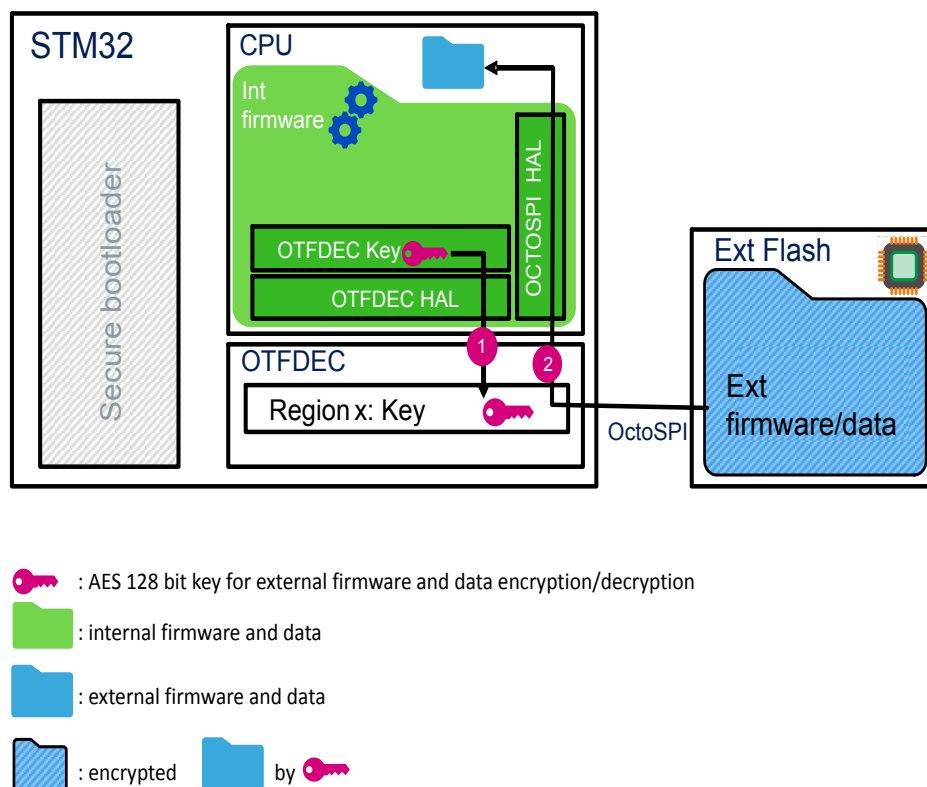 STM32
CPU
Int
firmware
Secure bootloader
OCTOSPI HAL
OTFDEC Key
OTFDEC HAL
1
OTFDEC
2
Region x: Key
OctoSPI
Ext Flash
Ext
firmware/data
: AES 128 bit key for external firmware and data encryption/decryption
: internal firmware and data
: external firmware and data
: encrypted by